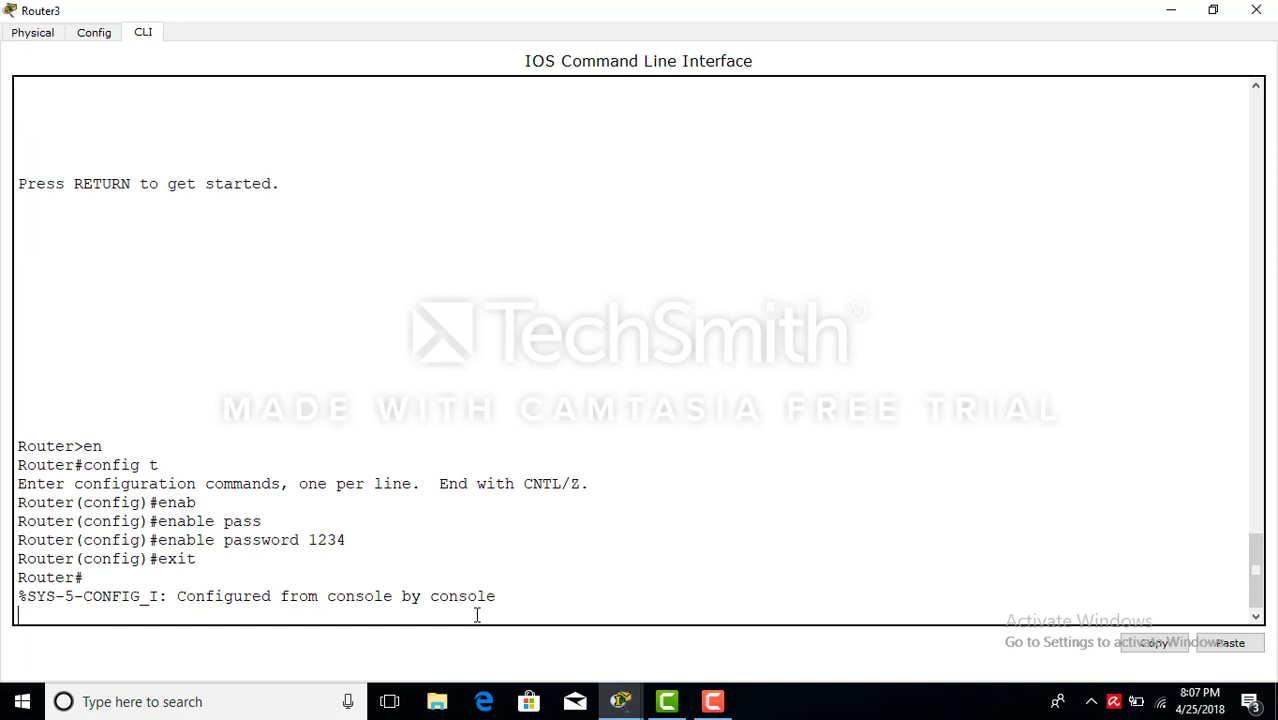 Router3
Physical Config CLI
IOS Command Line Interface
Press RETURN to get started.
TechSmith®
MADE WITH CAMTASIA FREE TRIAL
Router>en
Router#config t
Enter configuration commands, one per line.  End with CNTL/Z.
Router(config)#enab
Router(config)#enable pass
Router(config)#enable password 1234
Router(config)#exit
Router#
%SYS-5-CONFIG_I: Configured from console by console
Activate Windows
Go to Settings to activate Windows.
Copy Paste
Type here to search
8:07 PM
4/25/2018
3